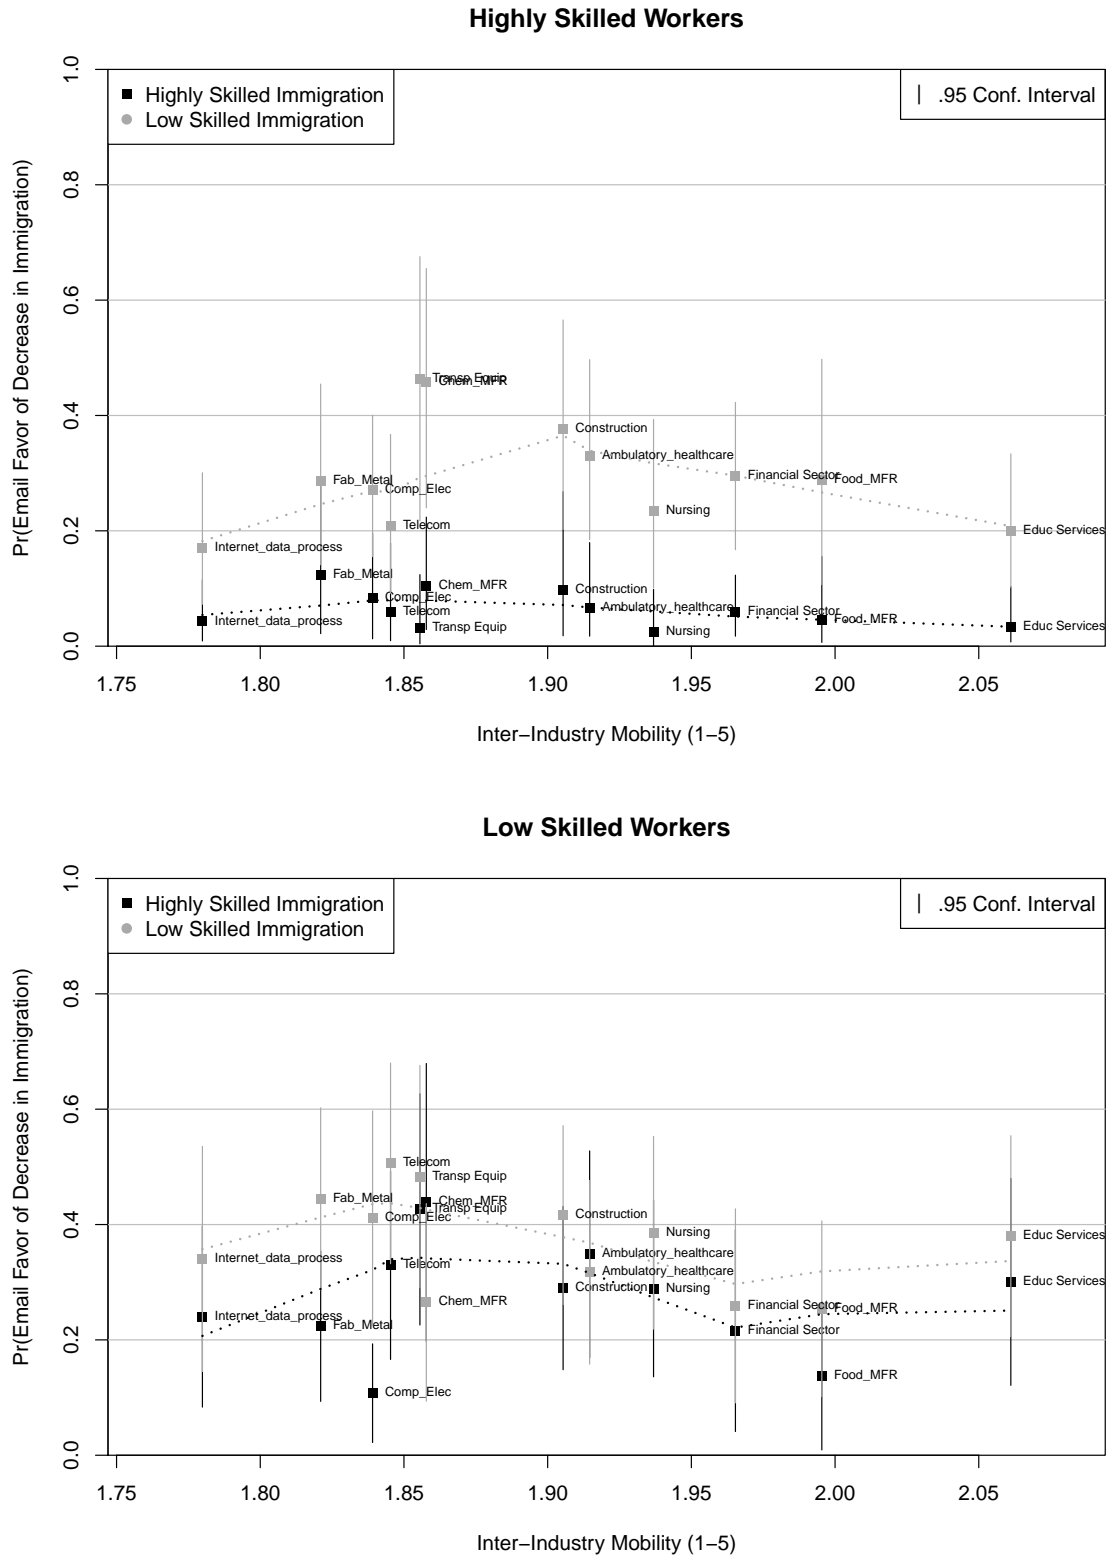 Highly Skilled Workers
Highly Skilled Immigration
Low Skilled Immigration
.95 Conf. Interval
Pr(Email Favor of Decrease in Immigration)
1.0
0.8
0.6
0.4
0.2
0.0
Transp Equip
Chem_MFR
Construction
Ambulatory_healthcare
Fab_Metal
Comp_Elec
Financial Sector
Food_MFR
Telecom
Nursing
Internet_data_process
Educ Services
Fab_Metal
Chem_MFR
Comp_Elec
Construction
Telecom
Ambulatory_healthcare
Financial Sector
Food_MFR
Internet_data_process
Transp Equip
Nursing
Educ Services
1.75 1.80 1.85 1.90 1.95 2.00 2.05
Inter−Industry Mobility (1−5)
Low Skilled Workers
Highly Skilled Immigration
Low Skilled Immigration
.95 Conf. Interval
Pr(Email Favor of Decrease in Immigration)
1.0
0.8
0.6
0.4
0.2
0.0
Telecom
Transp Equip
Fab_Metal
Chem_MFR
Transp Equip
Comp_Elec
Construction
Nursing
Educ Services
Internet_data_process
Telecom
Ambulatory_healthcare
Ambulatory_healthcare
Chem_MFR
Construction
Nursing
Educ Services
Financial Sector
Food_MFR
Internet_data_process
Fab_Metal
Financial Sector
Food_MFR
Comp_Elec
1.75 1.80 1.85 1.90 1.95 2.00 2.05
Inter−Industry Mobility (1−5)